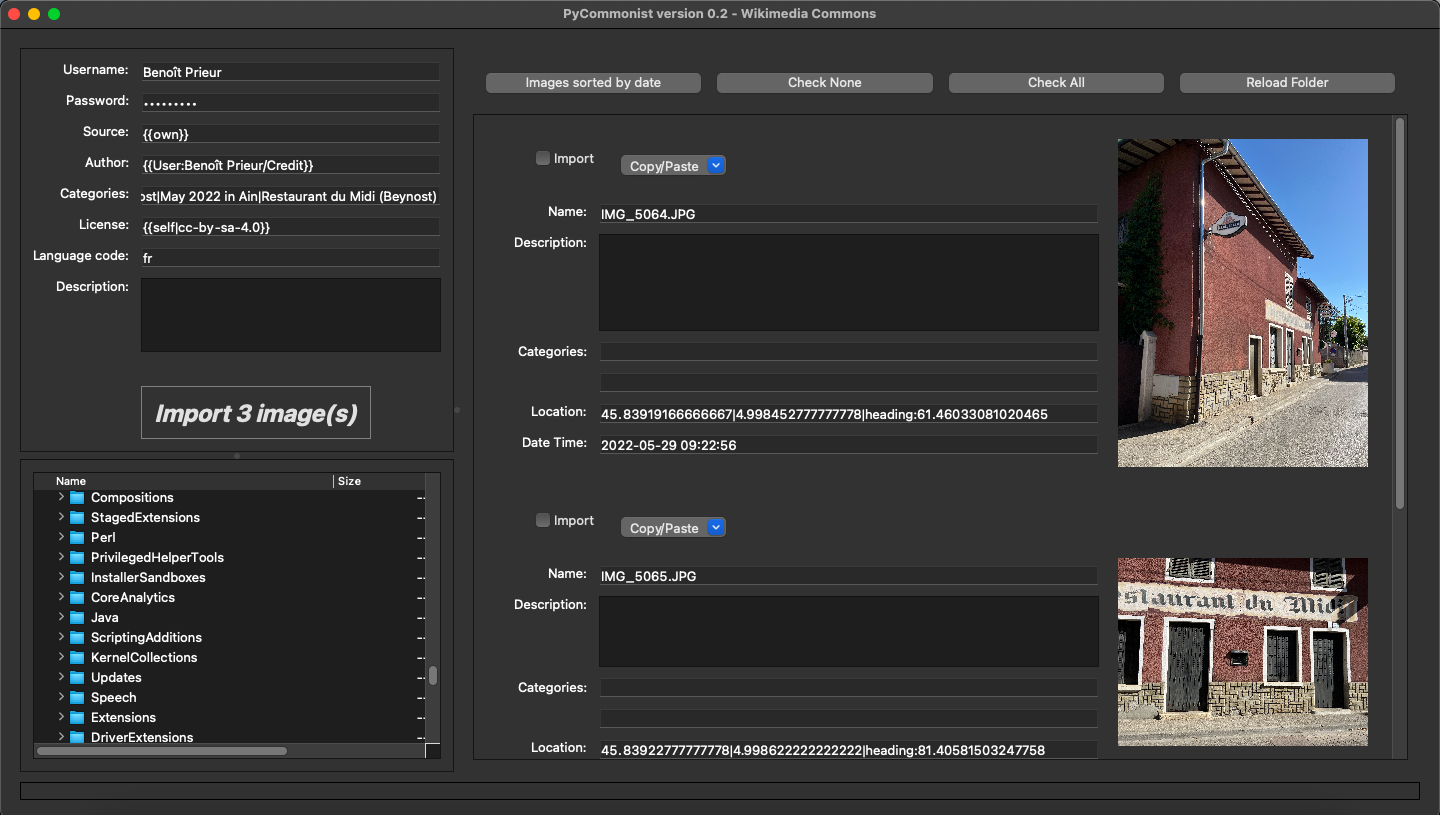 PyCommonist version 0.2 - Wikimedia Commons
Username: Benoît Prieur
Password: •••••••••
Source: {{own}}
Author: {{User:Benoît Prieur/Credit}}
Categories: ost|May 2022 in Ain|Restaurant du Midi (Beynost)
License: {{self|cc-by-sa-4.0}}
Language code: fr
Description:
Import 3 image(s)
Name Size
Compositions --
StagedExtensions --
Perl --
PrivilegedHelperTools --
InstallerSandboxes --
CoreAnalytics --
Java --
ScriptingAdditions --
KernelCollections --
Updates --
Speech --
Extensions --
DriverExtensions --
Images sorted by date Check None Check All Reload Folder
Import Copy/Paste
Name: IMG_5064.JPG
Description:
Categories:
Location: 45.83919166666667|4.998452777777778|heading:61.46033081020465
Date Time: 2022-05-29 09:22:56
Import Copy/Paste
Name: IMG_5065.JPG
Description:
Categories:
Location: 45.83922777777778|4.998622222222222|heading:81.40581503247758
staurant du Midi